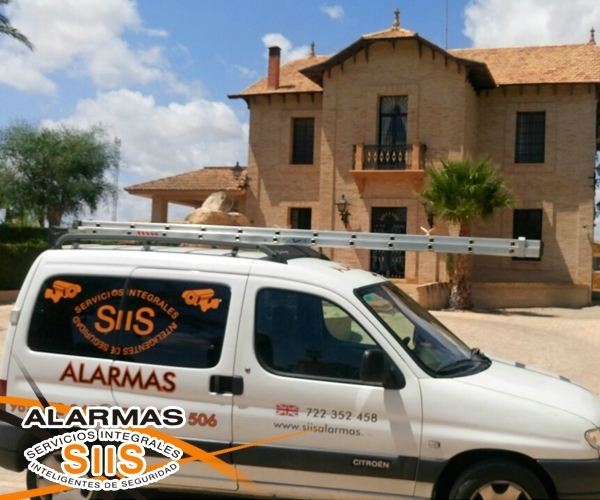 SERVICIOS INTEGRALES
SIIS
INTELIGENTES DE SEGURIDAD
ALARMAS
506
722 352 458
www.siisalarmas.
CITROËN
ALARMAS
SERVICIOS INTEGRALES
SIIS
INTELIGENTES DE SEGURIDAD